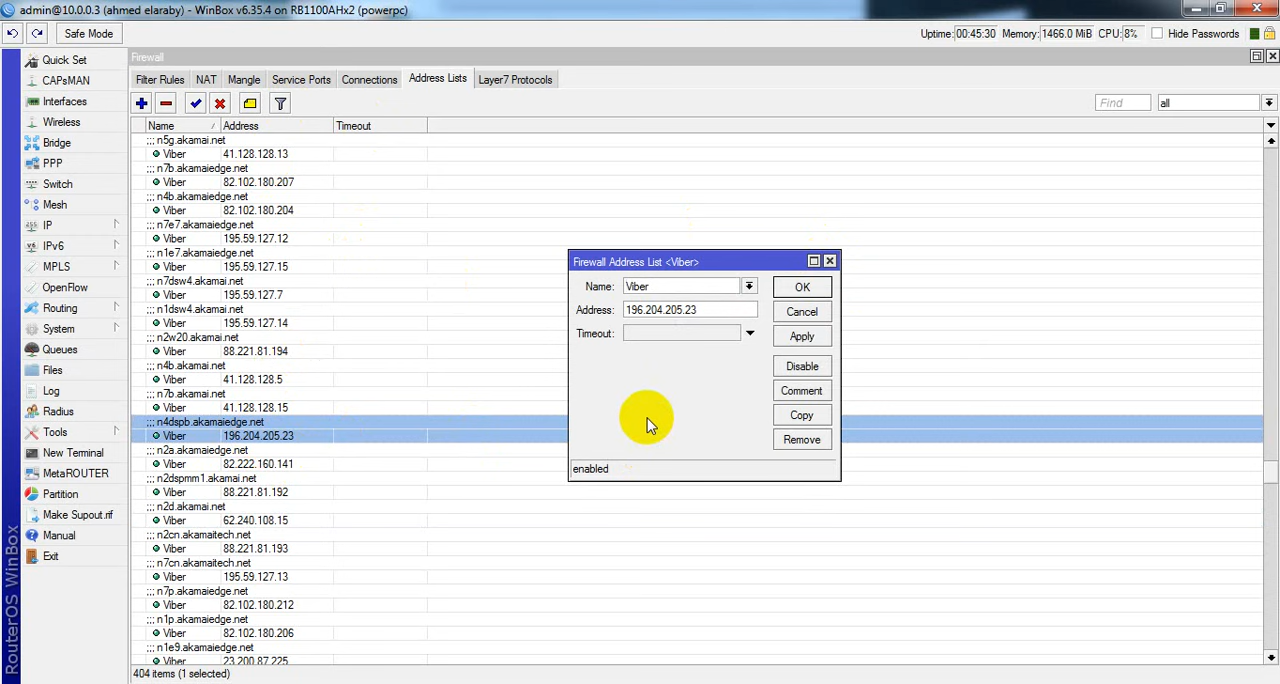 admin@10.0.0.3 (ahmed elaraby) - WinBox v6.35.4 on RB1100AHx2 (powerpc)
Safe Mode
Uptime: 00:45:30 Memory: 1466.0 MiB CPU: 8% Hide Passwords
Quick Set
CAPsMAN
Interfaces
Wireless
Bridge
PPP
Switch
Mesh
IP
IPv6
MPLS
OpenFlow
Routing
System
Queues
Files
Log
Radius
Tools
New Terminal
MetaROUTER
Partition
Make Supout.rif
Manual
Exit
RouterOS WinBox
Firewall
Filter Rules NAT Mangle Service Ports Connections Address Lists Layer7 Protocols
Find all
Name / Address Timeout
;;; n5g.akamai.net
Viber 41.128.128.13
;;; n7b.akamaiedge.net
Viber 82.102.180.207
;;; n4b.akamaiedge.net
Viber 82.102.180.204
;;; n7e7.akamaiedge.net
Viber 195.59.127.12
;;; n1e7.akamaiedge.net
Viber 195.59.127.15
;;; n7dsw4.akamai.net
Viber 195.59.127.7
;;; n1dsw4.akamai.net
Viber 195.59.127.14
;;; n2w20.akamai.net
Viber 88.221.81.194
;;; n4b.akamai.net
Viber 41.128.128.5
;;; n7b.akamai.net
Viber 41.128.128.15
;;; n4dspb.akamaiedge.net
Viber 196.204.205.23
;;; n2a.akamaiedge.net
Viber 82.222.160.141
;;; n2dspmm1.akamai.net
Viber 88.221.81.192
;;; n2d.akamai.net
Viber 62.240.108.15
;;; n2cn.akamaitech.net
Viber 88.221.81.193
;;; n7cn.akamaitech.net
Viber 195.59.127.13
;;; n7p.akamaiedge.net
Viber 82.102.180.212
;;; n1p.akamaiedge.net
Viber 82.102.180.206
;;; n1e9.akamaiedge.net
Viber 23.200.87.225
404 items (1 selected)
Firewall Address List <Viber>
Name: Viber
Address: 196.204.205.23
Timeout:
OK
Cancel
Apply
Disable
Comment
Copy
Remove
enabled